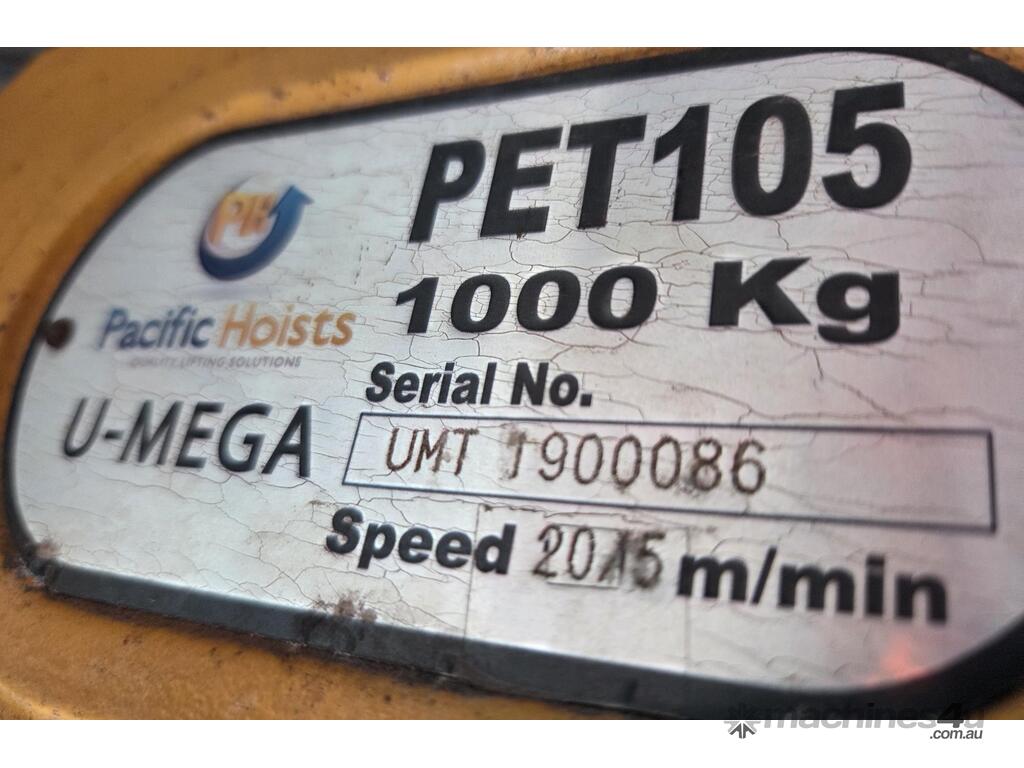 PET105
1000 Kg
PH
Pacific Hoists
QUALITY LIFTING SOLUTIONS
U-MEGA
Serial No.
UMT 1900086
Speed 20/5 m/min
machines4u
.com.au